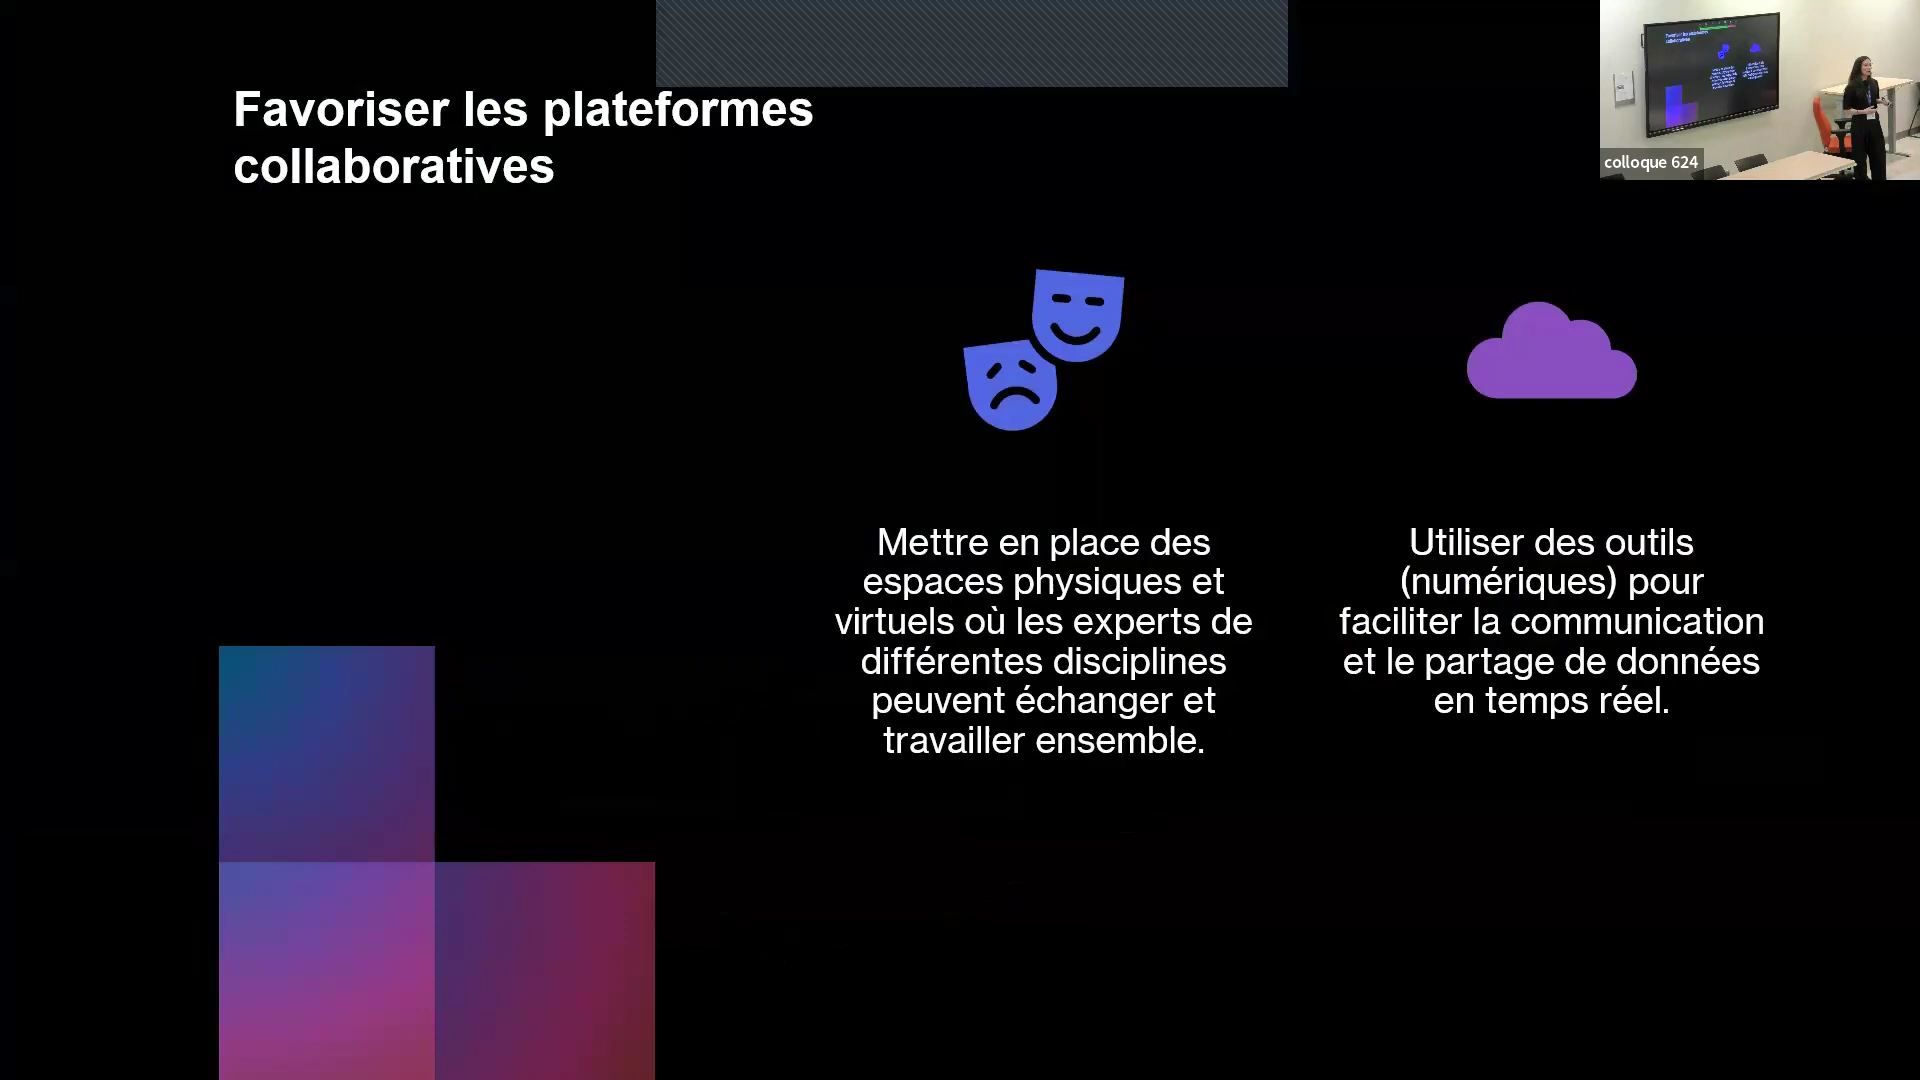 Favoriser les plateformes
collaboratives
colloque 624
Mettre en place des
espaces physiques et
virtuels où les experts de
différentes disciplines
peuvent échanger et
travailler ensemble.
Utiliser des outils
(numériques) pour
faciliter la communication
et le partage de données
en temps réel.